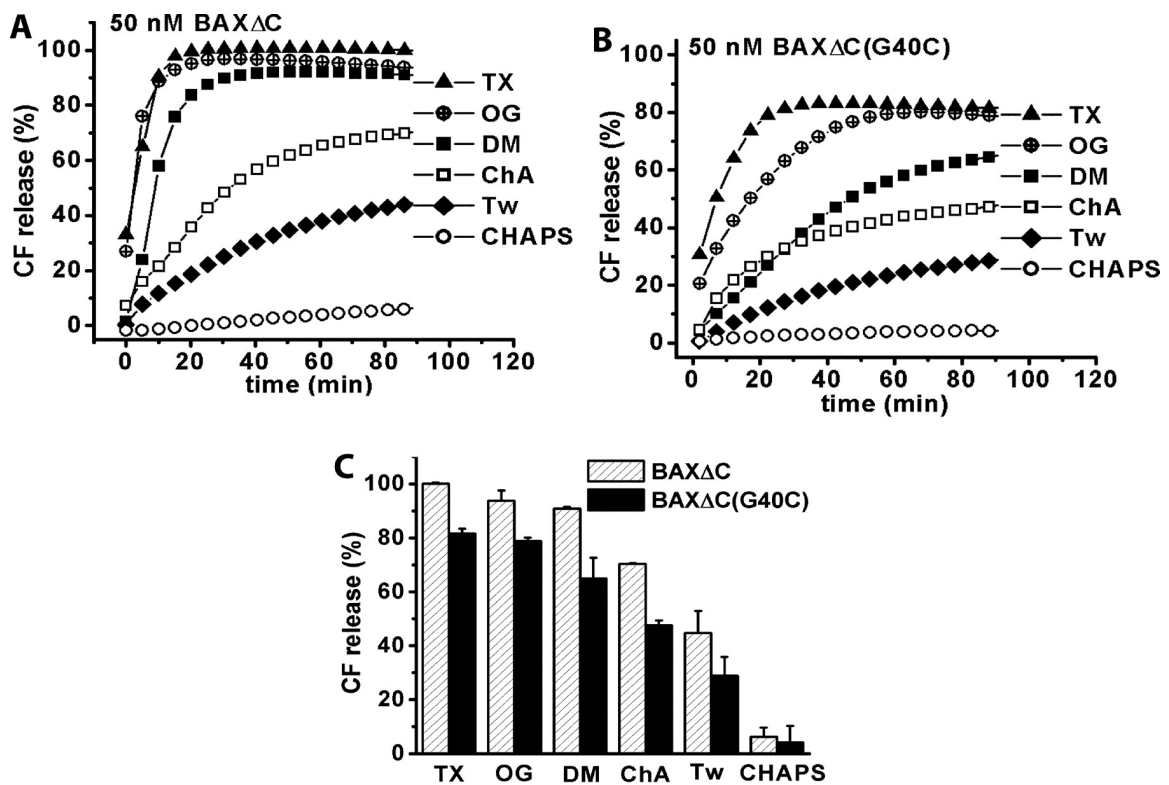 A
50 nM BAXΔC
CF release (%)
100
80
60
40
20
0
TX
OG
DM
ChA
Tw
CHAPS
0 20 40 60 80 100 120
time (min)
B
50 nM BAXΔC(G40C)
CF release (%)
100
80
60
40
20
0
TX
OG
DM
ChA
Tw
CHAPS
0 20 40 60 80 100 120
time (min)
C
BAXΔC
BAXΔC(G40C)
CF release (%)
100
80
60
40
20
0
TX OG DM ChA Tw CHAPS